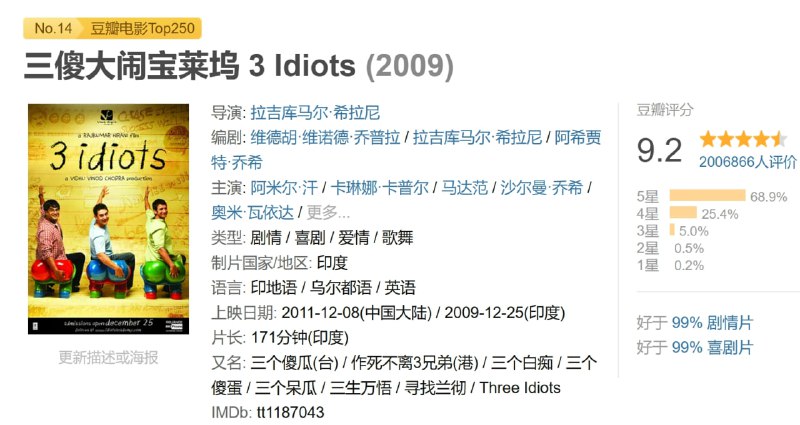 No.14 豆瓣电影Top250
三傻大闹宝莱坞 3 Idiots (2009)
a RAJKUMAR HIRANI film
3 idiots
a VIDHU VINOD CHOPRA production
admissions open december 25
更新描述或海报
导演: 拉吉库马尔·希拉尼
编剧: 维德胡·维诺德·乔普拉 / 拉吉库马尔·希拉尼 / 阿希贾
特·乔希
主演: 阿米尔·汗 / 卡琳娜·卡普尔 / 马达范 / 沙尔曼·乔希 /
奥米·瓦依达 / 更多...
类型: 剧情 / 喜剧 / 爱情 / 歌舞
制片国家/地区: 印度
语言: 印地语 / 乌尔都语 / 英语
上映日期: 2011-12-08(中国大陆) / 2009-12-25(印度)
片长: 171分钟(印度)
又名: 三个傻瓜(台) / 作死不离3兄弟(港) / 三个白痴 / 三个
傻蛋 / 三个呆瓜 / 三生万悟 / 寻找兰彻 / Three Idiots
IMDb: tt1187043
豆瓣评分
9.2
2006866人评价
5星 68.9%
4星 25.4%
3星 5.0%
2星 0.5%
1星 0.2%
好于 99% 剧情片
好于 99% 喜剧片